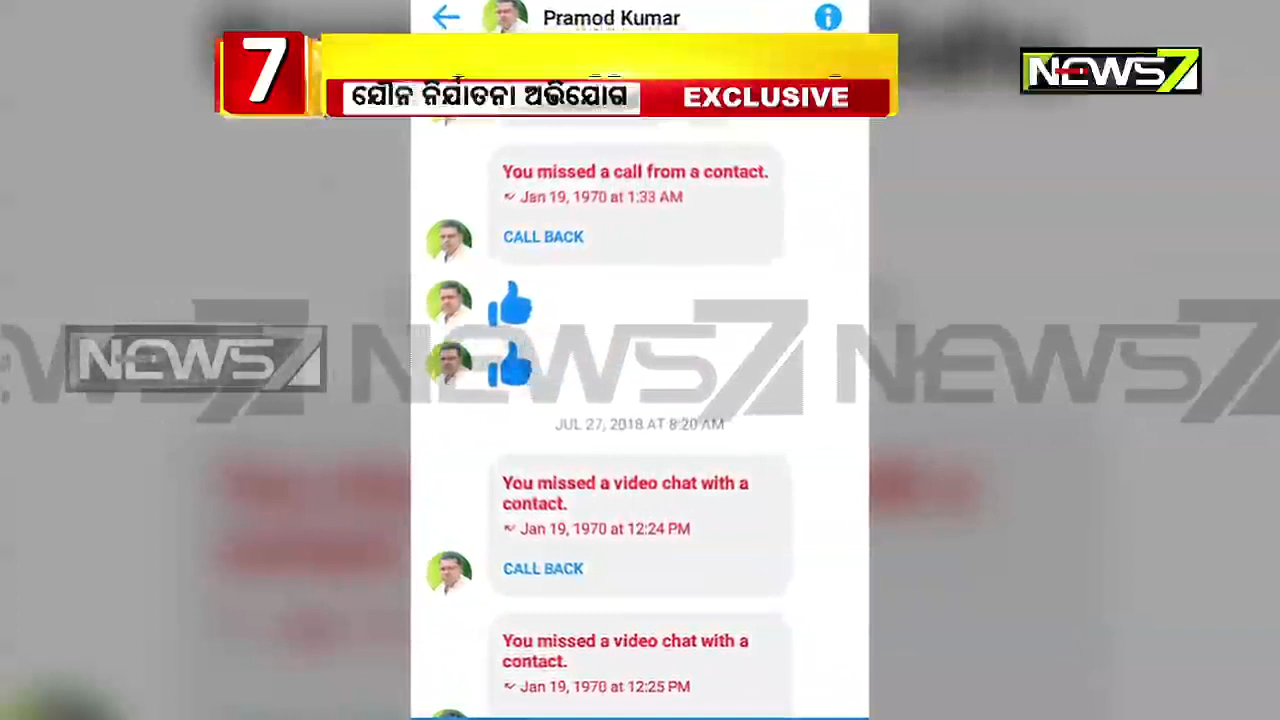 Pramod Kumar
7
ଯୌନ ନିର୍ଯାତନା ଅଭିଯୋଗ
EXCLUSIVE
NEWS7
You missed a call from a contact.
Jan 19, 1970 at 1:33 AM
CALL BACK
NEWS7
NEWS7
NEWS7
JUL 27, 2018 AT 8:20 AM
You missed a video chat with a
contact.
Jan 19, 1970 at 12:24 PM
CALL BACK
You missed a video chat with a
contact.
Jan 19, 1970 at 12:25 PM